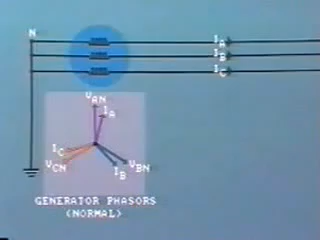 N
IA
IB
IC
VAN
IA
IC
VCN
IB
VBN
GENERATOR PHASORS
(NORMAL)